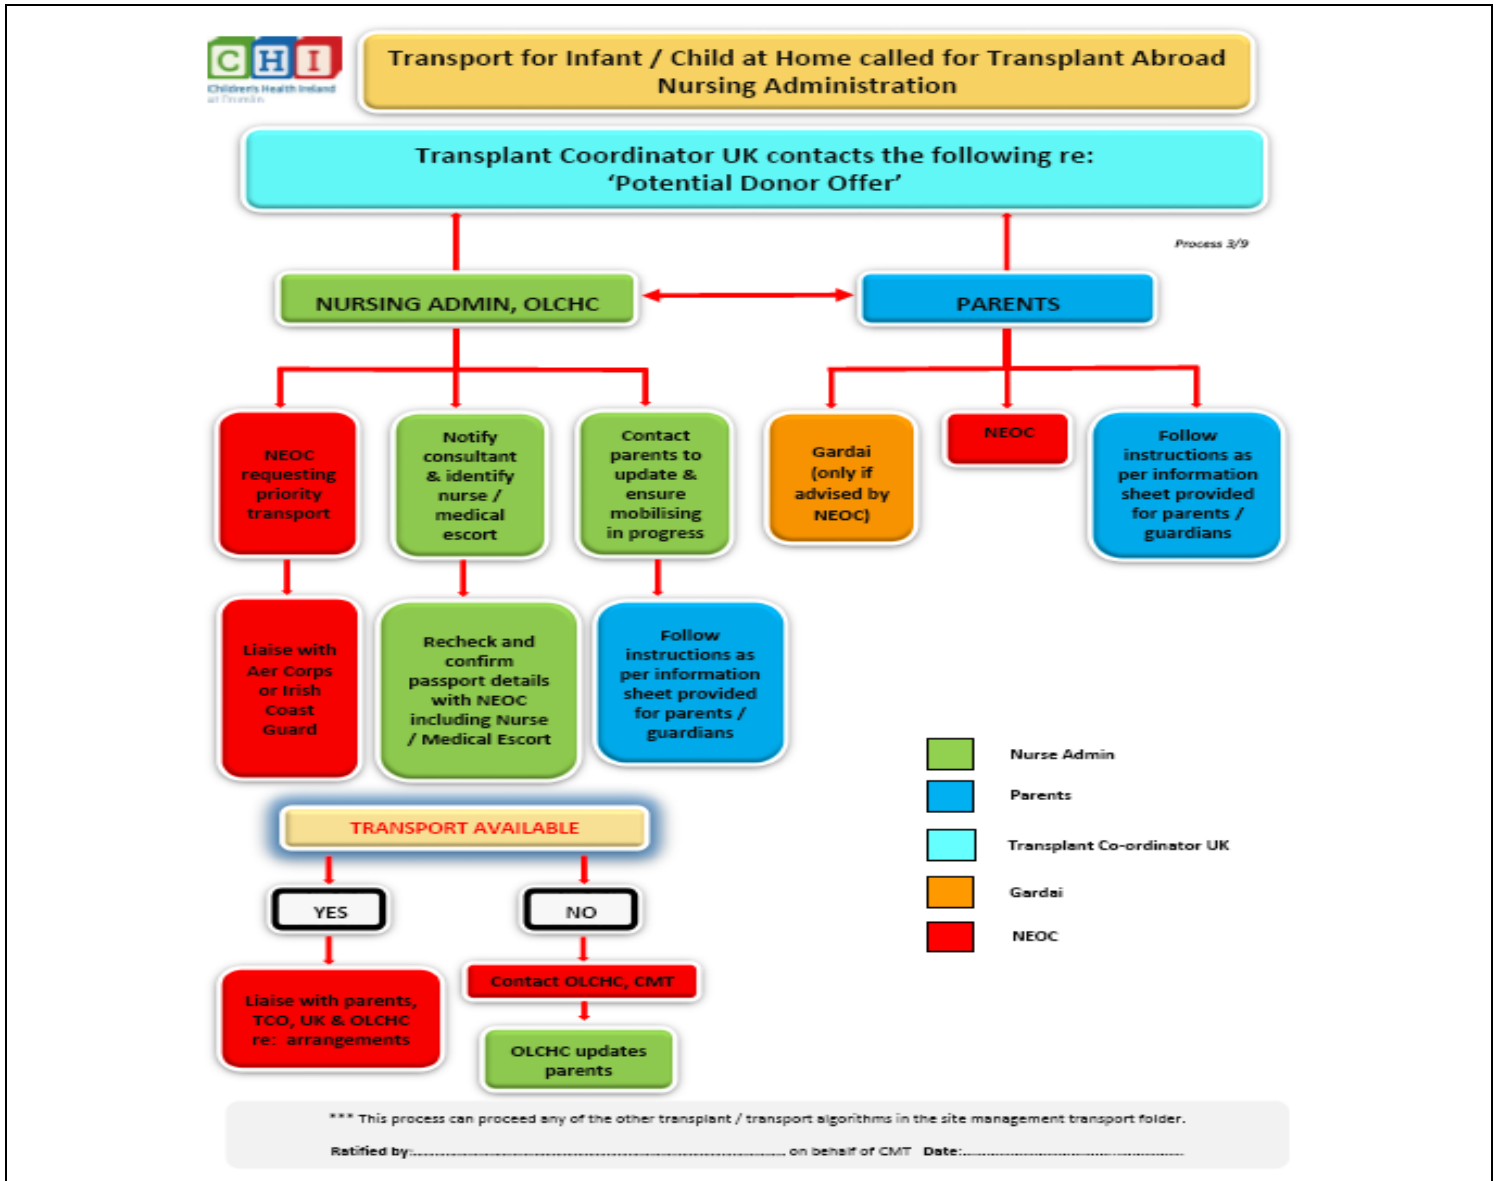 CHI
Children's Health Ireland
at Crumlin
Transport for Infant / Child at Home called for Transplant Abroad
Nursing Administration
Transplant Coordinator UK contacts the following re:
‘Potential Donor Offer’
Process 3/9
NURSING ADMIN, OLCHC
PARENTS
NEOC
requesting
priority
transport
Notify
consultant
& identify
nurse /
medical
escort
Contact
parents to
update &
ensure
mobilising
in progress
Gardai
(only if
advised by
NEOC)
NEOC
Follow
instructions as
per information
sheet provided
for parents /
guardians
Liaise with
Aer Corps
or Irish
Coast
Guard
Recheck and
confirm
passport details
with NEOC
including Nurse
/ Medical Escort
Follow
instructions as
per information
sheet provided
for parents /
guardians
Nurse Admin
Parents
Transplant Co-ordinator UK
Gardai
NEOC
TRANSPORT AVAILABLE
YES
NO
Liaise with parents,
TCO, UK & OLCHC
re: arrangements
Contact OLCHC, CMT
OLCHC updates
parents
*** This process can proceed any of the other transplant / transport algorithms in the site management transport folder.
Ratified by:................................................ on behalf of CMT Date:................................